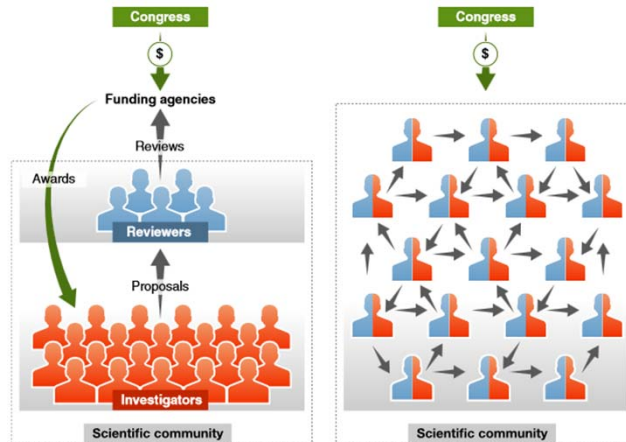 Congress
$
Funding agencies
Reviews
Awards
Reviewers
Proposals
Investigators
Scientific community
Congress
$
Scientific community